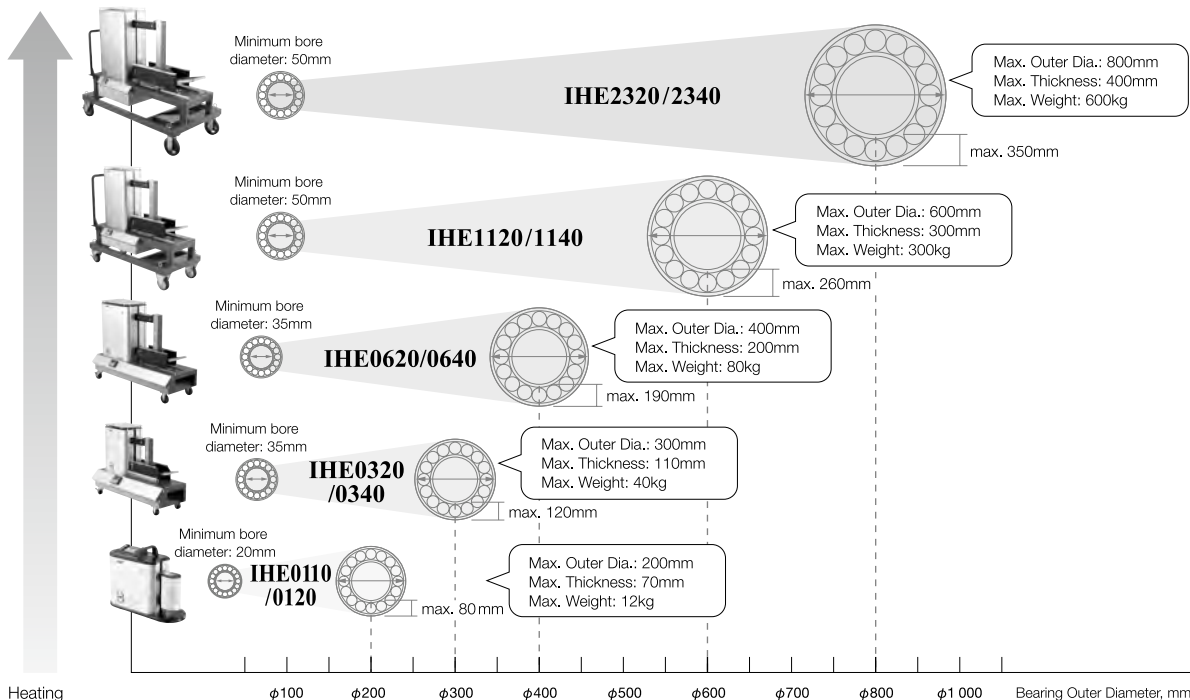 Minimum bore
diameter: 50mm
IHE2320/2340
Max. Outer Dia.: 800mm
Max. Thickness: 400mm
Max. Weight: 600kg
max. 350mm
Minimum bore
diameter: 50mm
IHE1120/1140
Max. Outer Dia.: 600mm
Max. Thickness: 300mm
Max. Weight: 300kg
max. 260mm
Minimum bore
diameter: 35mm
IHE0620/0640
Max. Outer Dia.: 400mm
Max. Thickness: 200mm
Max. Weight: 80kg
max. 190mm
Minimum bore
diameter: 35mm
IHE0320
/0340
Max. Outer Dia.: 300mm
Max. Thickness: 110mm
Max. Weight: 40kg
max. 120mm
Minimum bore
diameter: 20mm
IHE0110
/0120
Max. Outer Dia.: 200mm
Max. Thickness: 70mm
Max. Weight: 12kg
max. 80mm
Heating
φ100 φ200 φ300 φ400 φ500 φ600 φ700 φ800 φ1 000 Bearing Outer Diameter, mm